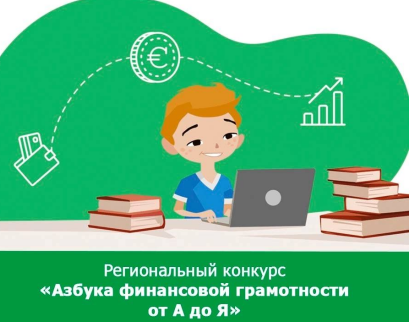 Региональный конкурс
«Азбука финансовой грамотности
от А до Я»